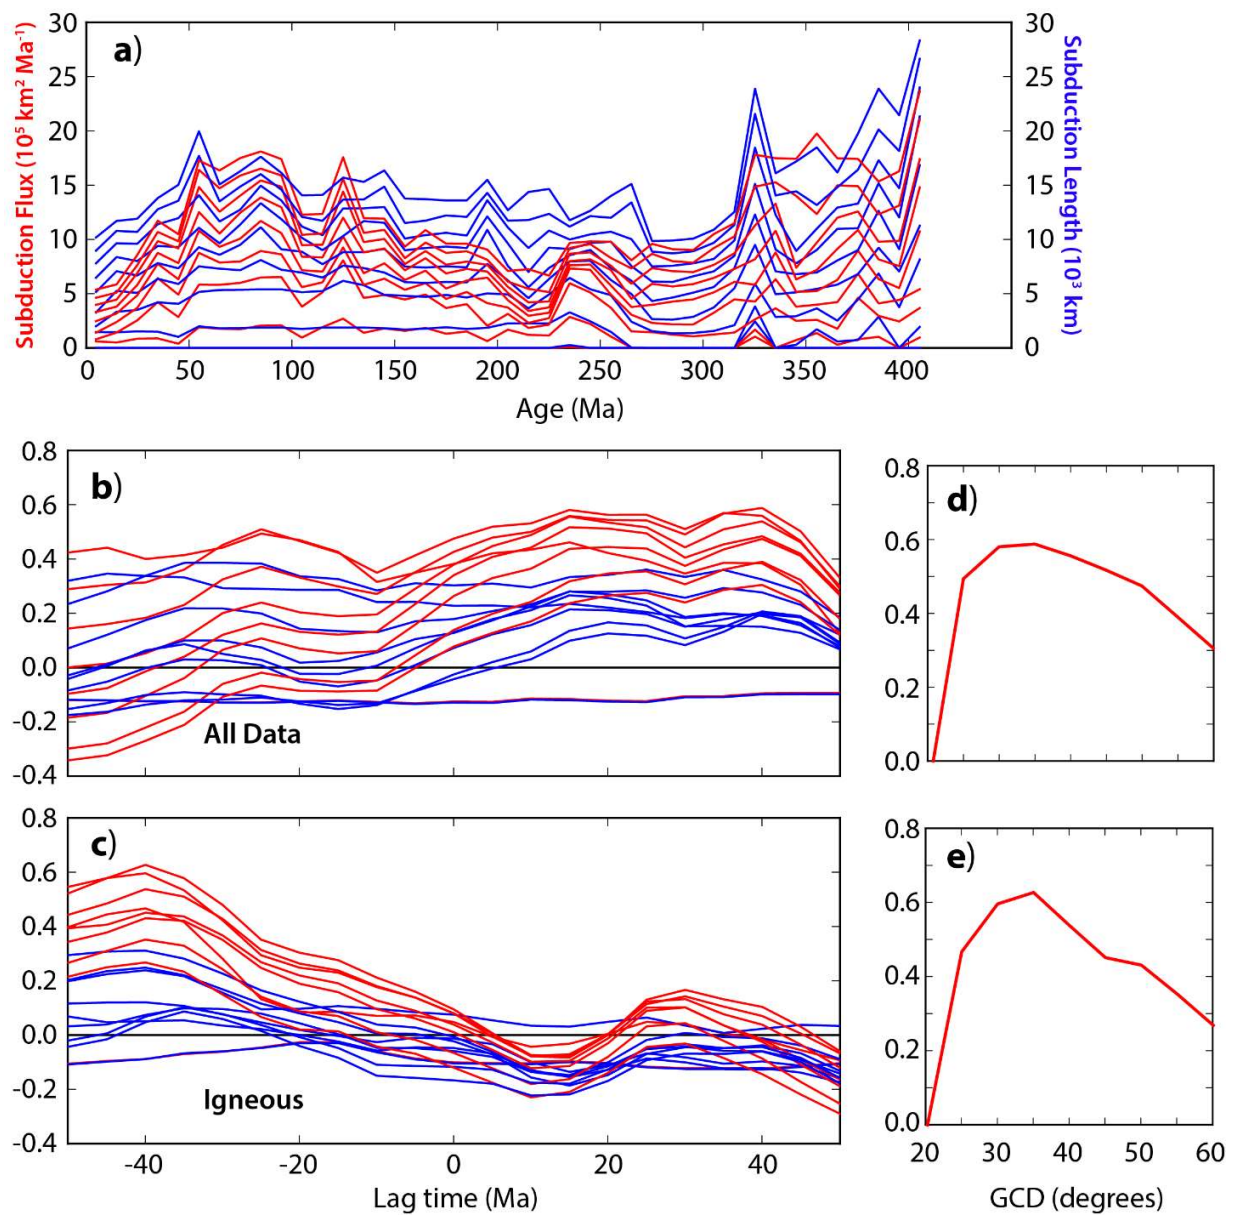 a)
Subduction Flux (10⁵ km² Ma⁻¹)
30
25
20
15
10
5
0
Subduction Length (10³ km)
30
25
20
15
10
5
0
0 50 100 150 200 250 300 350 400
Age (Ma)
b)
0.8
0.6
0.4
0.2
0.0
-0.2
-0.4
All Data
d)
0.8
0.6
0.4
0.2
0.0
c)
0.8
0.6
0.4
0.2
0.0
-0.2
-0.4
Igneous
-40 -20 0 20 40
Lag time (Ma)
e)
0.8
0.6
0.4
0.2
0.0
20 30 40 50 60
GCD (degrees)